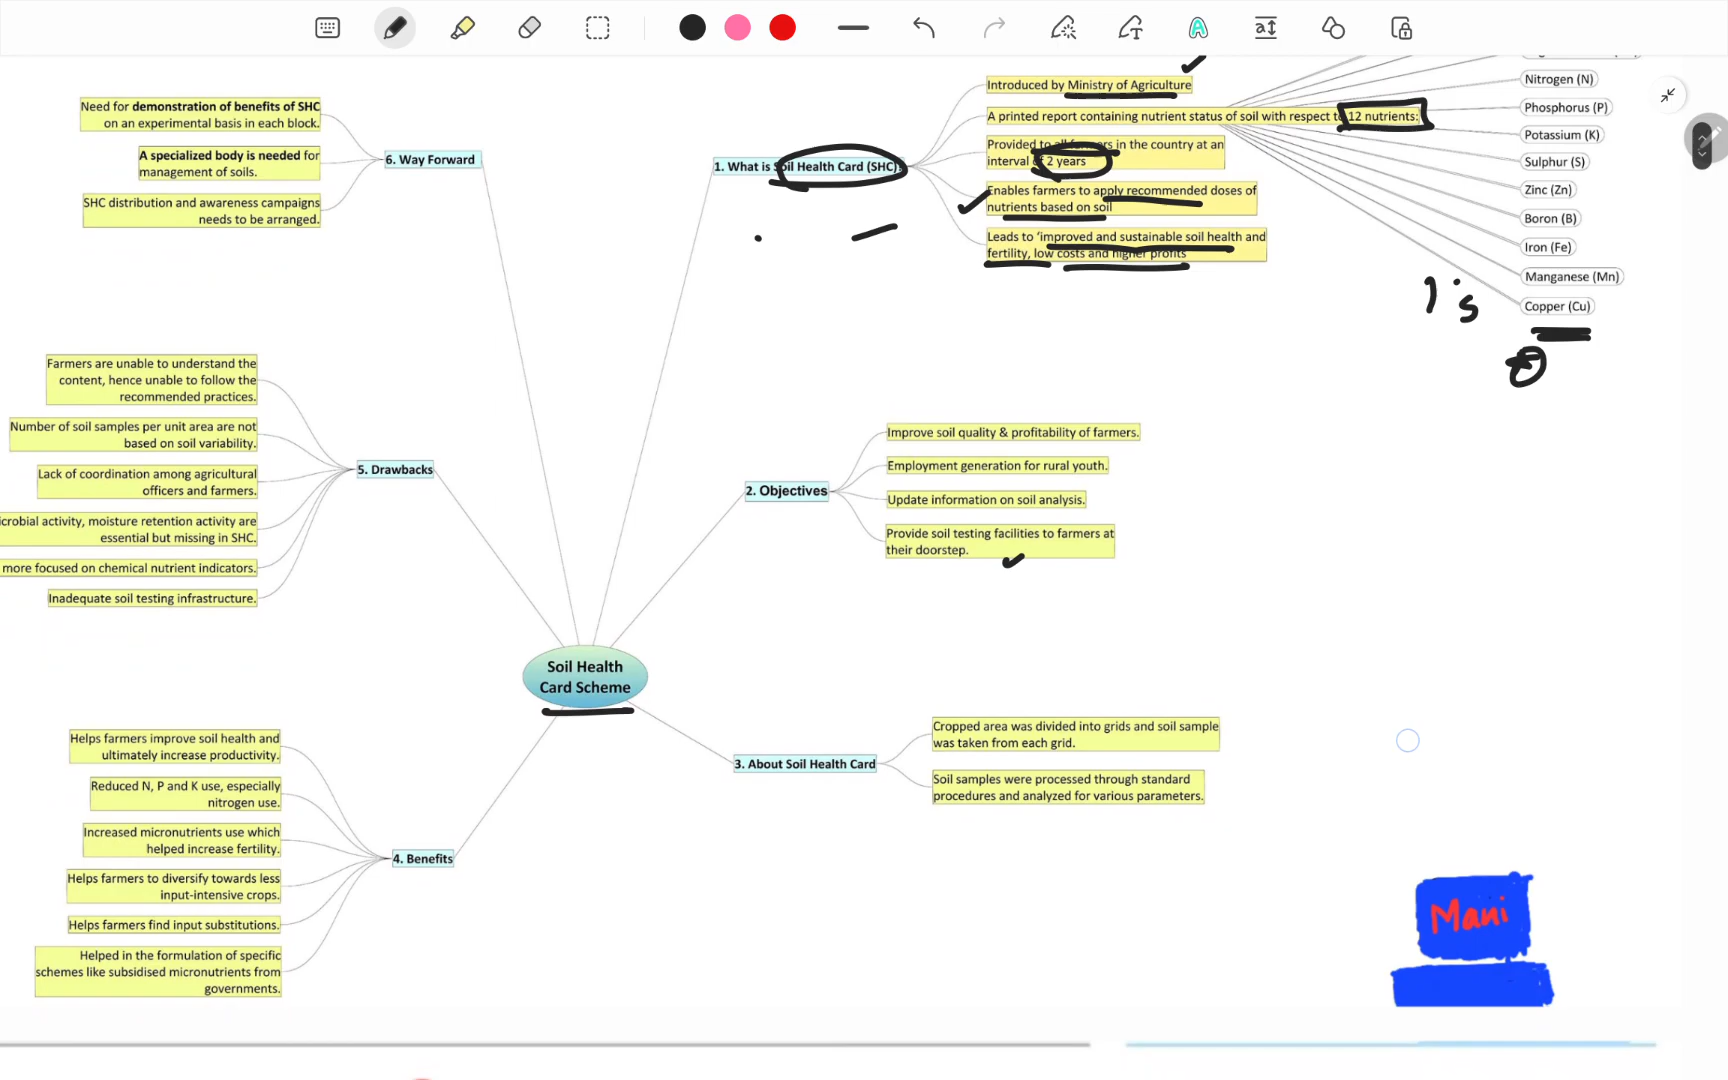 Need for demonstration of benefits of SHC
on an experimental basis in each block.
A specialized body is needed for
management of soils.
SHC distribution and awareness campaigns
needs to be arranged.
6. Way Forward
1. What is Soil Health Card (SHC)
Introduced by Ministry of Agriculture
A printed report containing nutrient status of soil with respect to 12 nutrients:
Provided to all farmers in the country at an
interval of 2 years
Enables farmers to apply recommended doses of
nutrients based on soil
Leads to ‘improved and sustainable soil health and
fertility, low costs and higher profits
Nitrogen (N)
Phosphorus (P)
Potassium (K)
Sulphur (S)
Zinc (Zn)
Boron (B)
Iron (Fe)
Manganese (Mn)
Copper (Cu)
Farmers are unable to understand the
content, hence unable to follow the
recommended practices.
Number of soil samples per unit area are not
based on soil variability.
Lack of coordination among agricultural
officers and farmers.
activity, moisture retention activity are
essential but missing in SHC.
more focused on chemical nutrient indicators.
Inadequate soil testing infrastructure.
5. Drawbacks
2. Objectives
Improve soil quality & profitability of farmers.
Employment generation for rural youth.
Update information on soil analysis.
Provide soil testing facilities to farmers at
their doorstep.
Soil Health
Card Scheme
3. About Soil Health Card
Cropped area was divided into grids and soil sample
was taken from each grid.
Soil samples were processed through standard
procedures and analyzed for various parameters.
Helps farmers improve soil health and
ultimately increase productivity.
Reduced N, P and K use, especially
nitrogen use.
Increased micronutrients use which
helped increase fertility.
Helps farmers to diversify towards less
input-intensive crops.
Helps farmers find input substitutions.
Helped in the formulation of specific
schemes like subsidised micronutrients from
governments.
4. Benefits
Mani